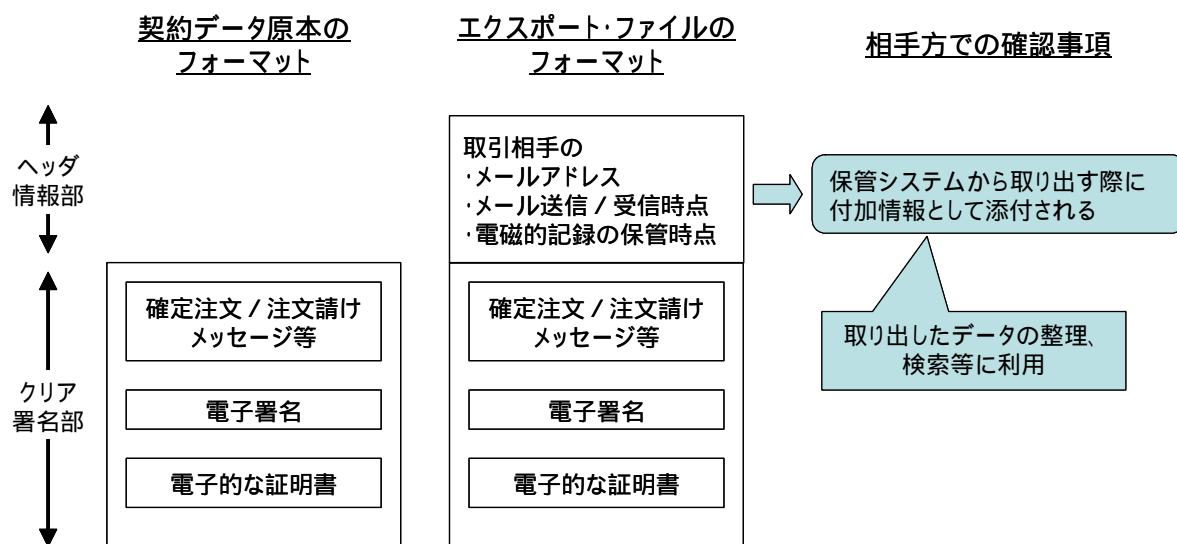 契約データ原本の
フォーマット
エクスポート・ファイルの
フォーマット
相手方での確認事項
ヘッダ
情報部
取引相手の
・メールアドレス
・メール送信 / 受信時点
・電磁的記録の保管時点
保管システムから取り出す際に
付加情報として添付される
取り出したデータの整理、
検索等に利用
クリア
署名部
確定注文 / 注文請け
メッセージ等
電子署名
電子的な証明書
確定注文 / 注文請け
メッセージ等
電子署名
電子的な証明書